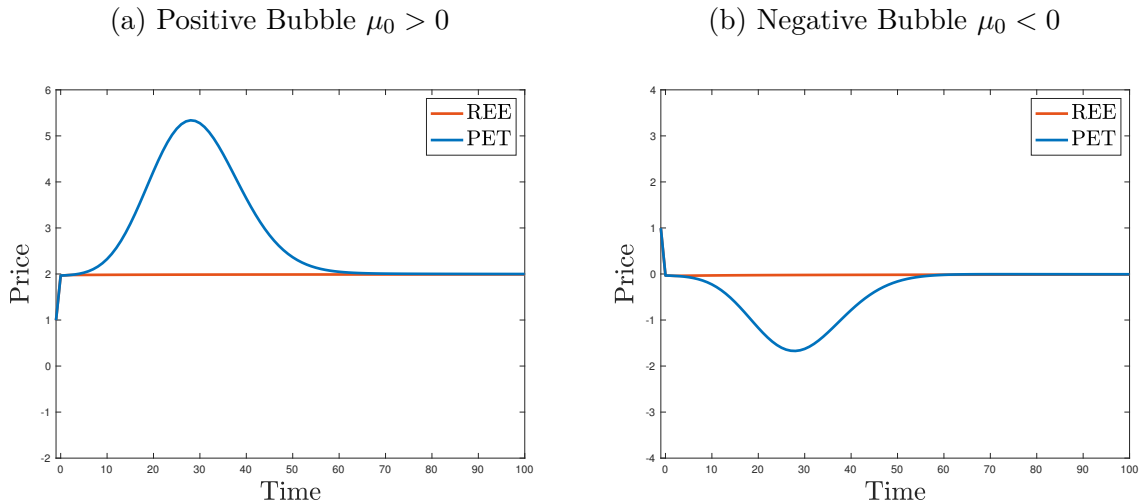 (a) Positive Bubble μ₀ > 0
6
5
4
3
2
1
0
-1
-2
0 10 20 30 40 50 60 70 80 90 100
Price
Time
REE
PET
(b) Negative Bubble μ₀ < 0
4
3
2
1
0
-1
-2
-3
-4
0 10 20 30 40 50 60 70 80 90 100
Price
Time
REE
PET